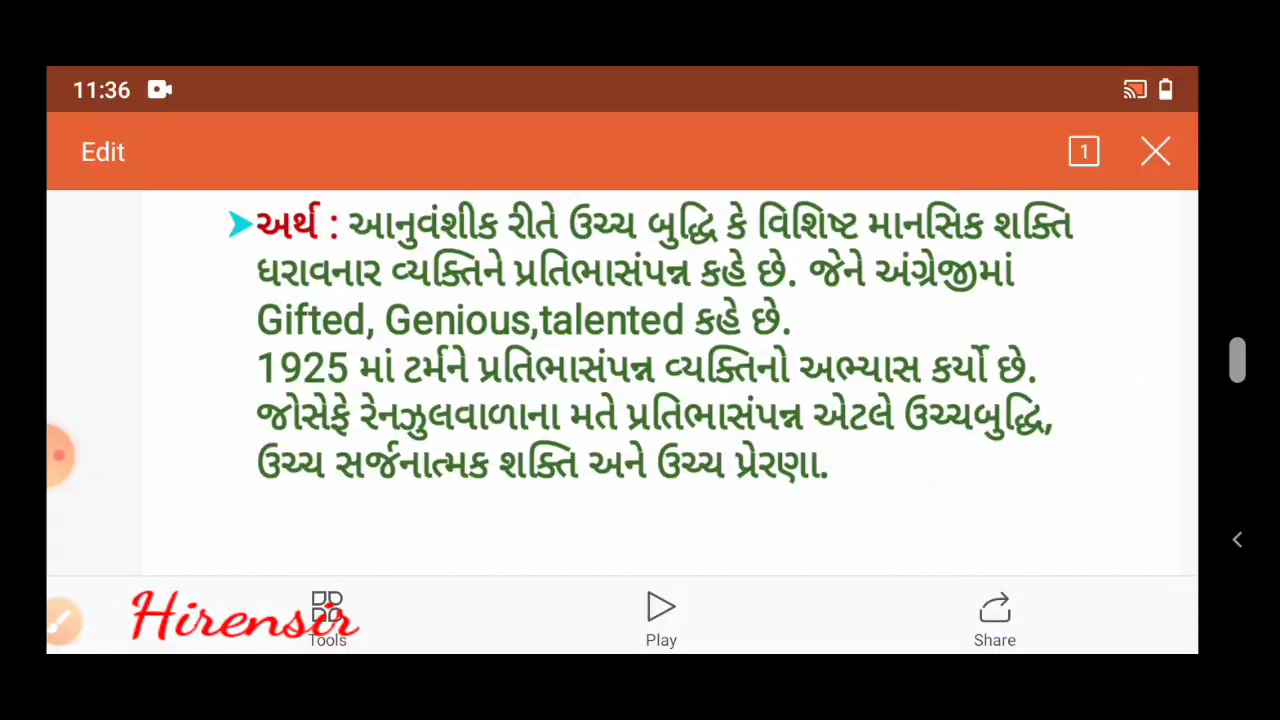 11:36
Edit
1
અર્થ : આનુવંશીક રીતે ઉચ્ચ બુદ્ધિ કે વિશિષ્ટ માનસિક શક્તિ
ધરાવનાર વ્યક્તિને પ્રતિભાસંપન્ન કહે છે. જેને અંગ્રેજીમાં
Gifted, Genious,talented કહે છે.
1925 માં ટર્મને પ્રતિભાસંપન્ન વ્યક્તિનો અભ્યાસ કર્યો છે.
જોસેફે રેનઝુલવાળાના મતે પ્રતિભાસંપન્ન એટલે ઉચ્ચબુદ્ધિ,
ઉચ્ચ સર્જનાત્મક શક્તિ અને ઉચ્ચ પ્રેરણા.
Hirensir
Tools
Play
Share